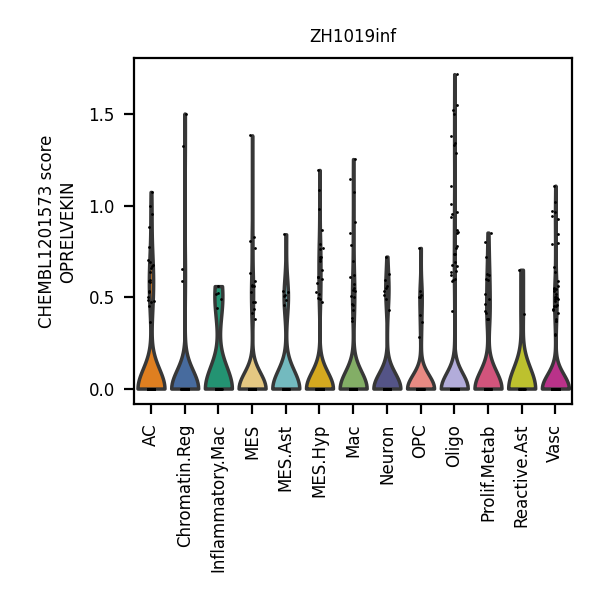 ZH1019inf
CHEMBL1201573 score
OPRELVEKIN
1.5
1.0
0.5
0.0
AC
Chromatin.Reg
Inflammatory.Mac
MES
MES.Ast
MES.Hyp
Mac
Neuron
OPC
Oligo
Prolif.Metab
Reactive.Ast
Vasc